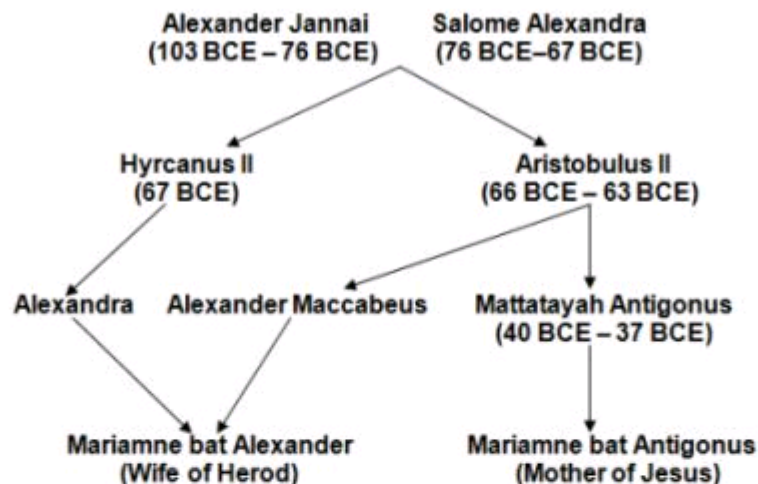 Alexander Jannai Salome Alexandra
(103 BCE – 76 BCE) (76 BCE–67 BCE)
Hyrcanus II Aristobulus II
(67 BCE) (66 BCE – 63 BCE)
Alexandra Alexander Maccabeus Mattatayah Antigonus
(40 BCE – 37 BCE)
Mariamne bat Alexander Mariamne bat Antigonus
(Wife of Herod) (Mother of Jesus)